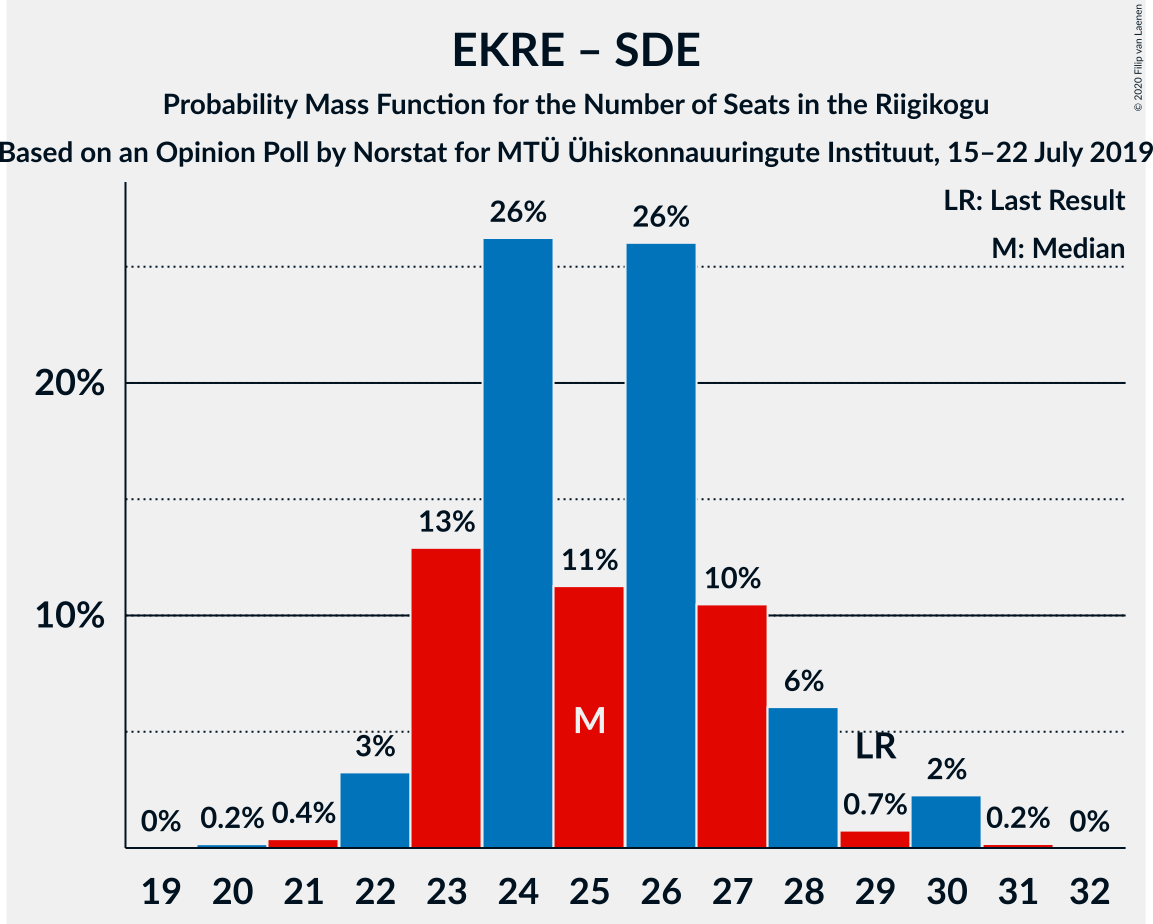 EKRE – SDE
Probability Mass Function for the Number of Seats in the Riigikogu
Based on an Opinion Poll by Norstat for MTÜ Ühiskonnauuringute Instituut, 15–22 July 2019
© 2020 Filip van Laenen
LR: Last Result
M: Median
20%
10%
0%
0.2%
0.4%
3%
13%
26%
11%
26%
10%
6%
0.7%
2%
0.2%
0%
M
LR
19 20 21 22 23 24 25 26 27 28 29 30 31 32